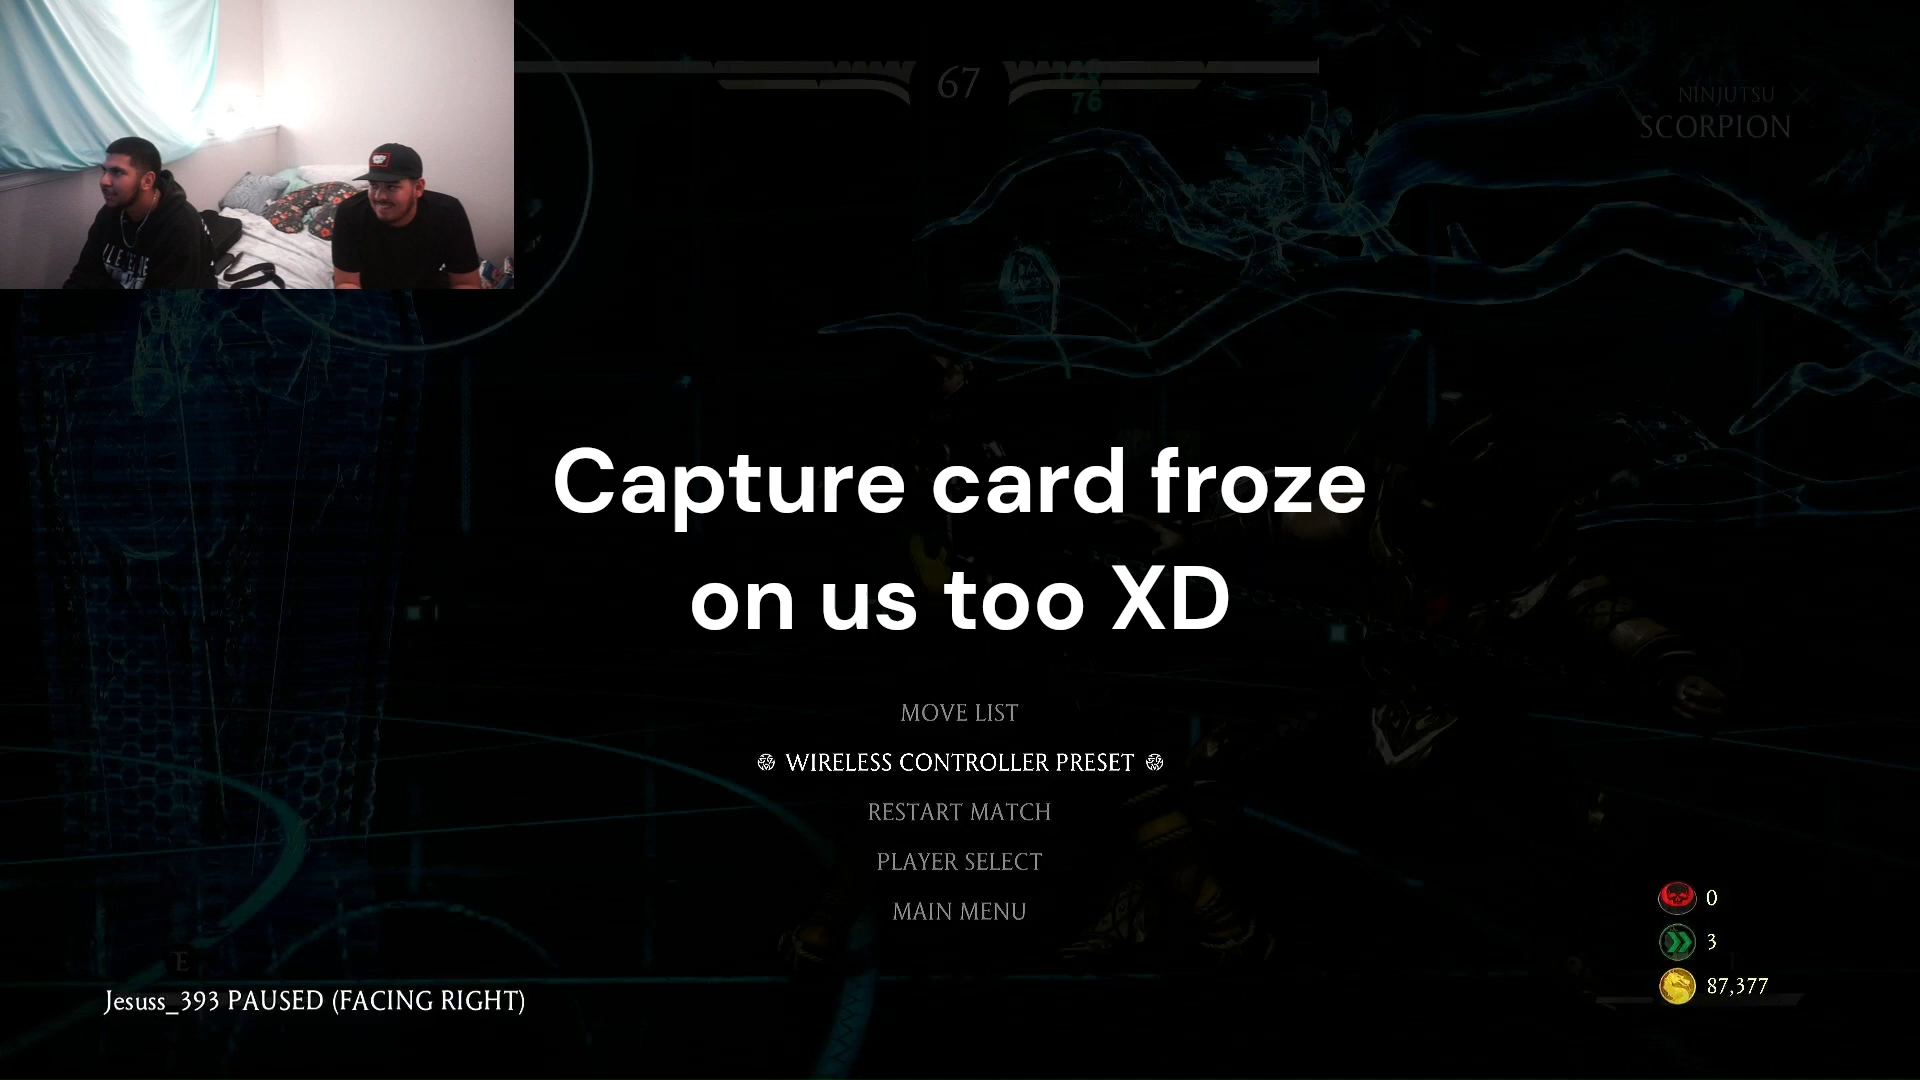 67
76
NINJUTSU
SCORPION
Capture card froze
on us too XD
MOVE LIST
WIRELESS CONTROLLER PRESET
RESTART MATCH
PLAYER SELECT
MAIN MENU
0
3
87,377
E
Jesuss_393 PAUSED (FACING RIGHT)